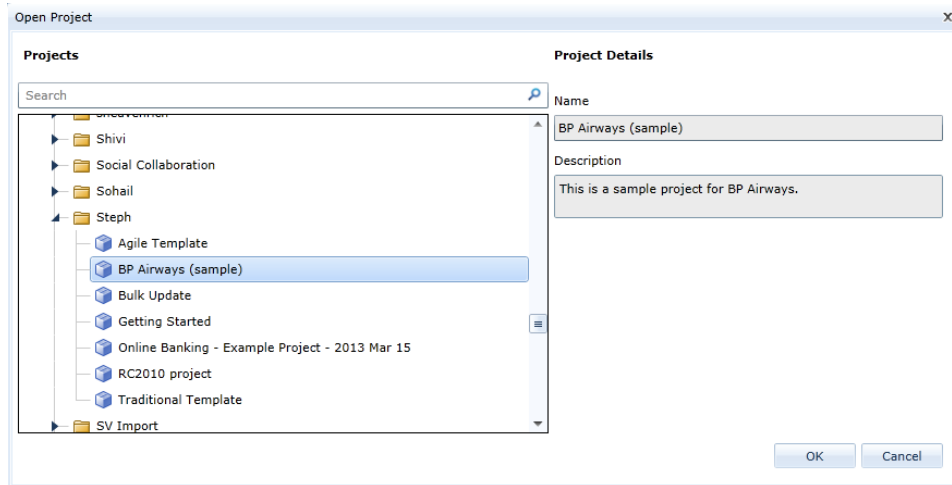 Open Project
x
Projects
Search
Shivi
Social Collaboration
Sohail
Steph
Agile Template
BP Airways (sample)
Bulk Update
Getting Started
Online Banking - Example Project - 2013 Mar 15
RC2010 project
Traditional Template
SV Import
Project Details
Name
BP Airways (sample)
Description
This is a sample project for BP Airways.
OK
Cancel